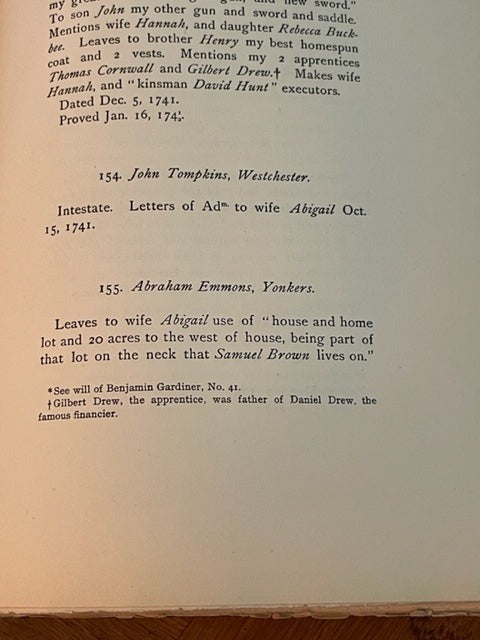 my new sword."
To son John my other gun and sword and saddle.
Mentions wife Hannah, and daughter Rebecca Buck-
bee. Leaves to brother Henry my best homespun
coat and 2 vests. Mentions my 2 apprentices
Thomas Cornwall and Gilbert Drew.† Makes wife
Hannah, and "kinsman David Hunt" executors.
Dated Dec. 5, 1741.
Proved Jan. 16,
154. John Tompkins, Westchester.
Intestate. Letters of Adm. to wife Abigail Oct.
15, 1741.
155. Abraham Emmons, Yonkers.
Leaves to wife Abigail use of "house and home
lot and 20 acres to the west of house, being part of
that lot on the neck that Samuel Brown lives on."
*See will of Benjamin Gardiner, No. 41.
†Gilbert Drew, the apprentice, was father of Daniel Drew, the
famous financier.